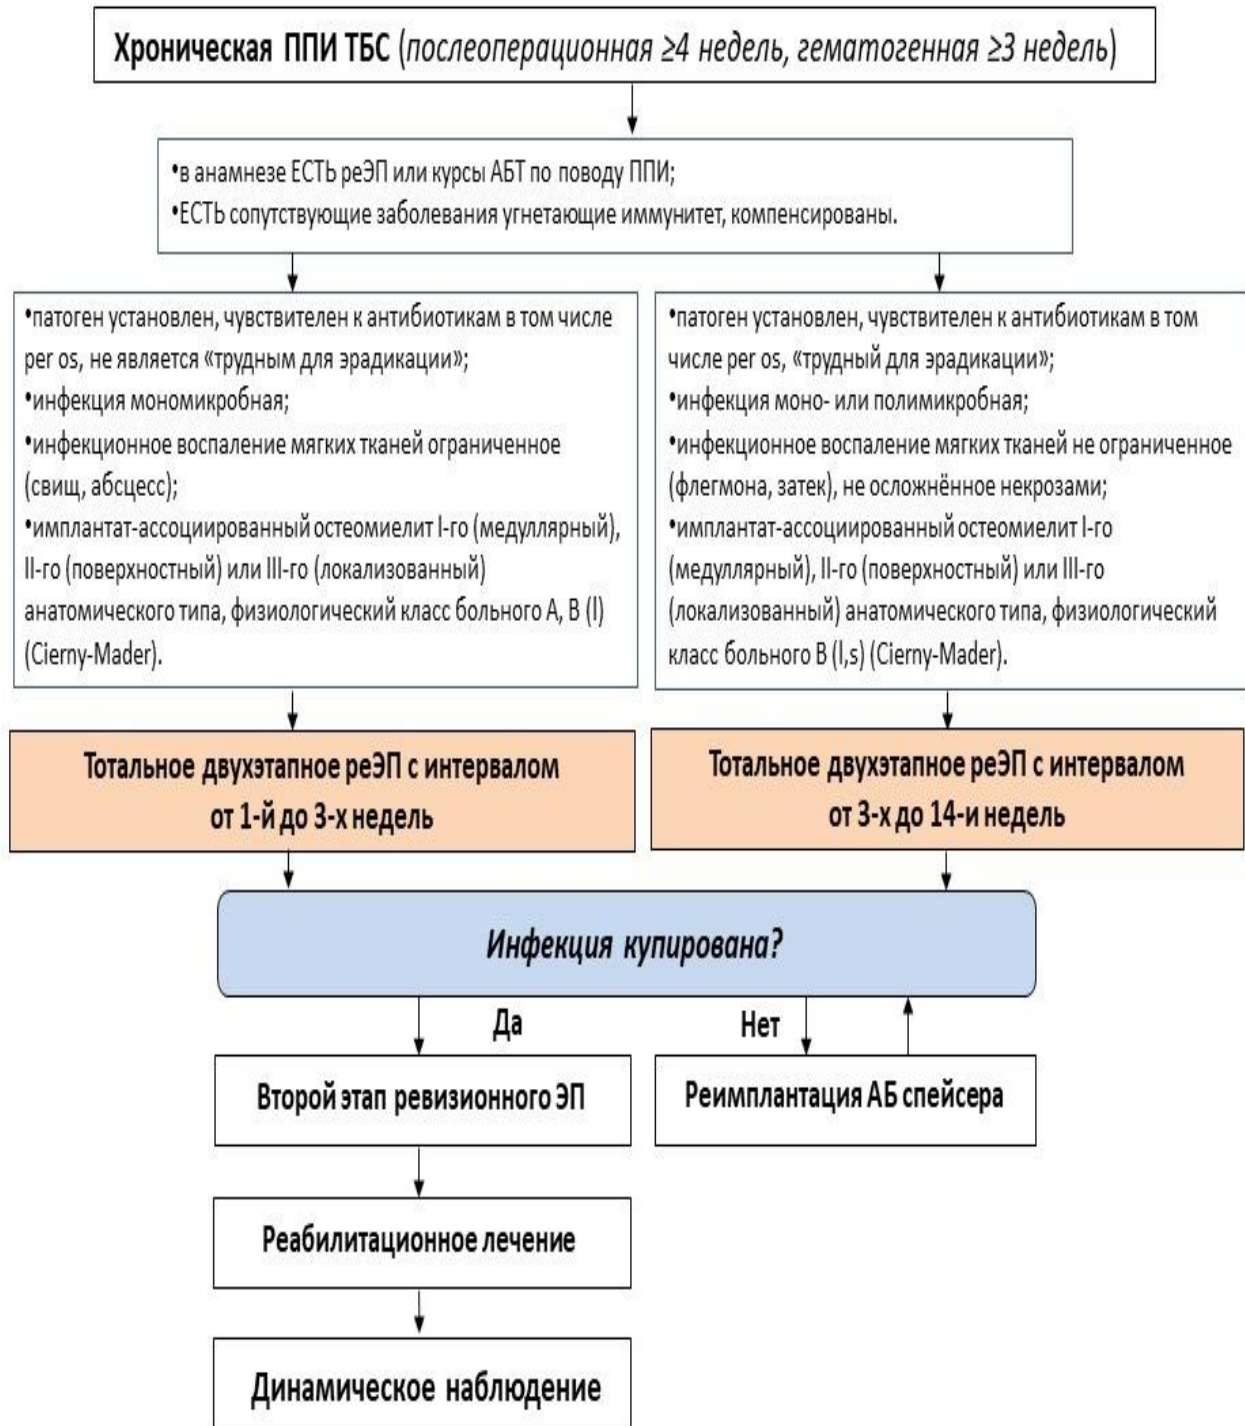 Хроническая ППИ ТБС (послеоперационная ≥4 недель, гематогенная ≥3 недель)
•в анамнезе ЕСТЬ реЭП или курсы АБТ по поводу ППИ;
•ЕСТЬ сопутствующие заболевания угнетающие иммунитет, компенсированы.
•патоген установлен, чувствителен к антибиотикам в том числе
per os, не является «трудным для эрадикации»;
•инфекция мономикробная;
•инфекционное воспаление мягких тканей ограниченное
(свищ, абсцесс);
•имплантат-ассоциированный остеомиелит I-го (медуллярный),
II-го (поверхностный) или III-го (локализованный)
анатомического типа, физиологический класс больного А, В (l)
(Cierny-Mader).
•патоген установлен, чувствителен к антибиотикам в том
числе per os, «трудный для эрадикации»;
•инфекция моно- или полимикробная;
•инфекционное воспаление мягких тканей не ограниченное
(флегмона, затек), не осложнённое некрозами;
•имплантат-ассоциированный остеомиелит I-го
(медуллярный), II-го (поверхностный) или III-го
(локализованный) анатомического типа, физиологический
класс больного В (l,s) (Cierny-Mader).
Тотальное двухэтапное реЭП с интервалом
от 1-й до 3-х недель
Тотальное двухэтапное реЭП с интервалом
от 3-х до 14-и недель
Инфекция купирована?
Да
Нет
Второй этап ревизионного ЭП
Реимплантация АБ спейсера
Реабилитационное лечение
Динамическое наблюдение